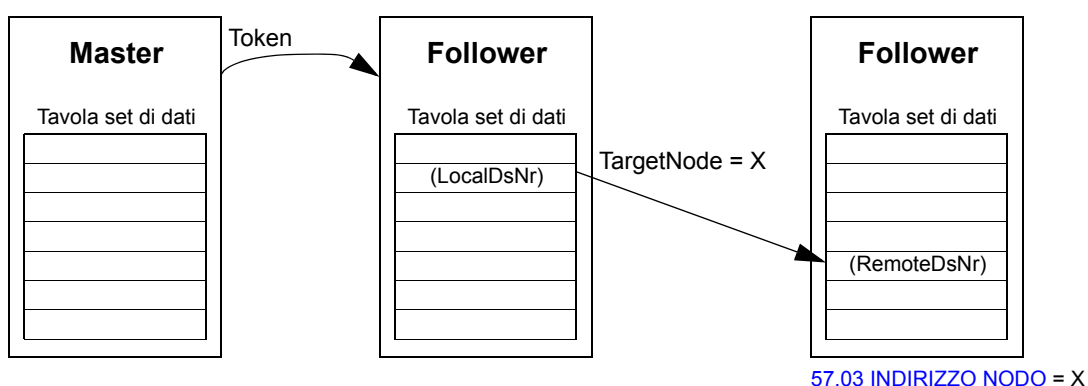 Master
Token
Follower
Follower
Tavola set di dati
Tavola set di dati
Tavola set di dati
(LocalDsNr)
TargetNode = X
(RemoteDsNr)
57.03 INDIRIZZO NODO = X